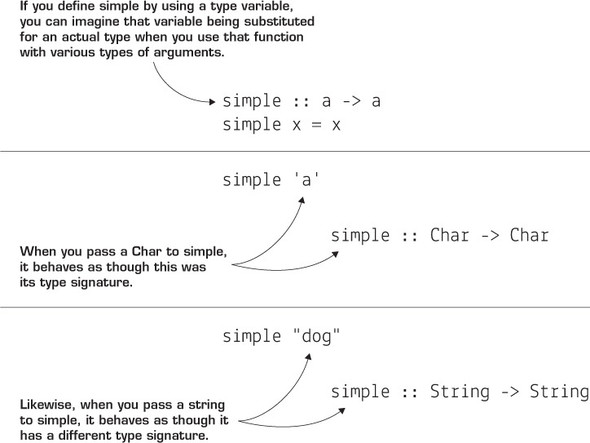 If you define simple by using a type variable,
you can imagine that variable being substituted
for an actual type when you use that function
with various types of arguments.
simple :: a -> a
simple x = x
simple 'a'
simple :: Char -> Char
When you pass a Char to simple,
it behaves as though this was
its type signature.
simple "dog"
simple :: String -> String
Likewise, when you pass a string
to simple, it behaves as though it
has a different type signature.